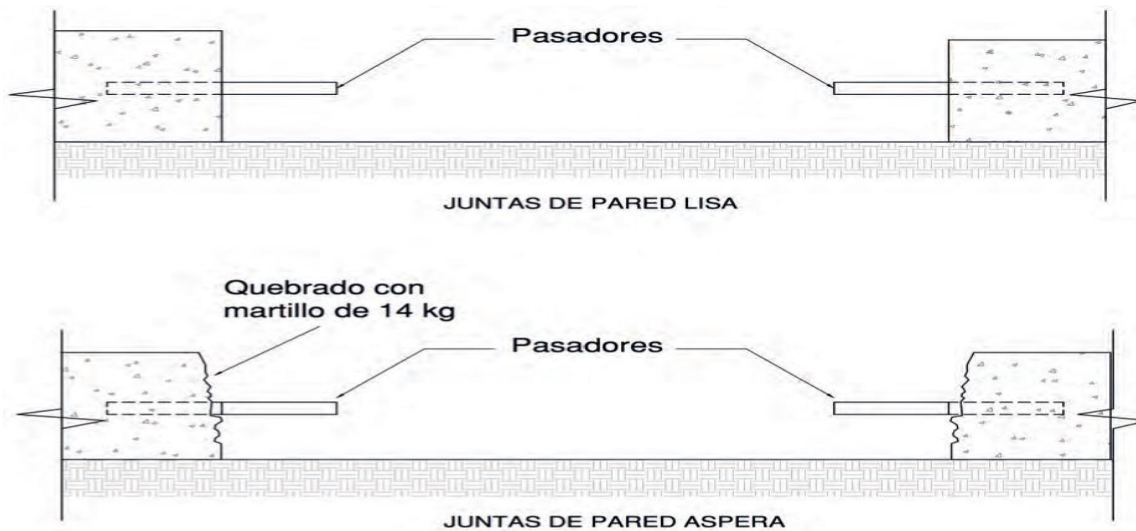 Pasadores
JUNTAS DE PARED LISA
Quebrado con
martillo de 14 kg
Pasadores
JUNTAS DE PARED ASPERA